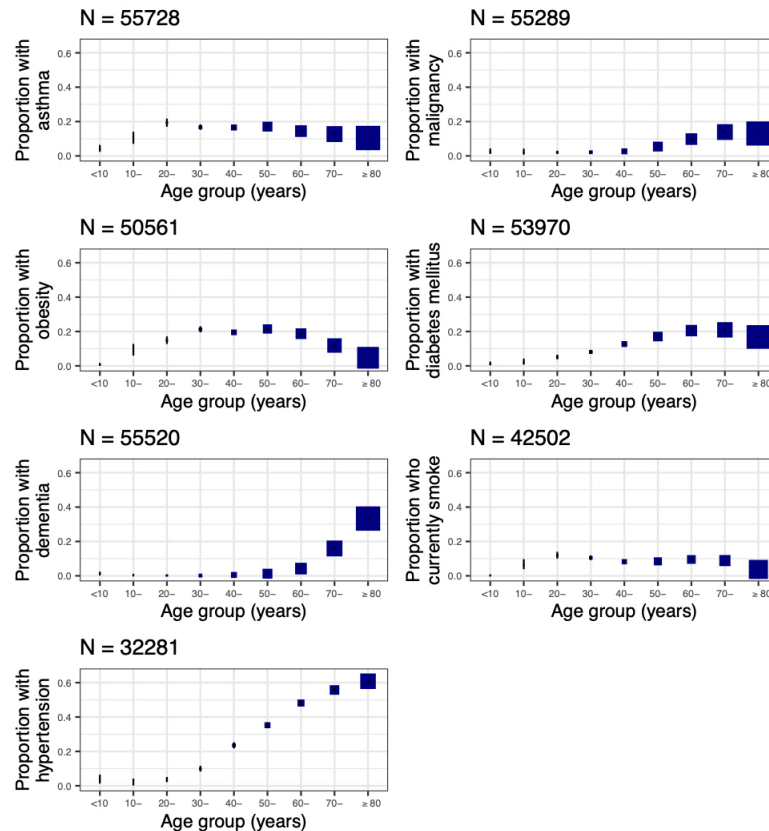 N = 55728
Proportion with
asthma
0.6
0.4
0.2
0.0
<10 10– 20– 30– 40– 50– 60– 70– ≥ 80
Age group (years)
N = 55289
Proportion with
malignancy
0.6
0.4
0.2
0.0
<10 10– 20– 30– 40– 50– 60– 70– ≥ 80
Age group (years)
N = 50561
Proportion with
obesity
0.6
0.4
0.2
0.0
<10 10– 20– 30– 40– 50– 60– 70– ≥ 80
Age group (years)
N = 53970
Proportion with
diabetes mellitus
0.6
0.4
0.2
0.0
<10 10– 20– 30– 40– 50– 60– 70– ≥ 80
Age group (years)
N = 55520
Proportion with
dementia
0.6
0.4
0.2
0.0
<10 10– 20– 30– 40– 50– 60– 70– ≥ 80
Age group (years)
N = 42502
Proportion who
currently smoke
0.6
0.4
0.2
0.0
<10 10– 20– 30– 40– 50– 60– 70– ≥ 80
Age group (years)
N = 32281
Proportion with
hypertension
0.6
0.4
0.2
0.0
<10 10– 20– 30– 40– 50– 60– 70– ≥ 80
Age group (years)